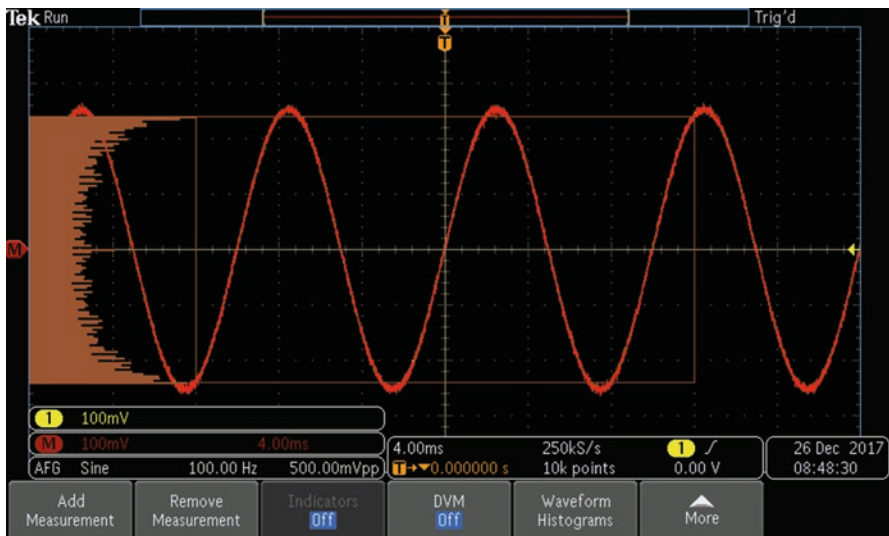 Tek Run Trig'd
T
T
M
1 100mV
M 100mV 4.00ms
AFG Sine 100.00 Hz 500.00mVpp
4.00ms 250kS/s 1 /
T→▼0.000000 s 10k points 0.00 V
26 Dec 2017
08:48:30
Add
Measurement
Remove
Measurement
Indicators
Off
DVM
Off
Waveform
Histograms
More